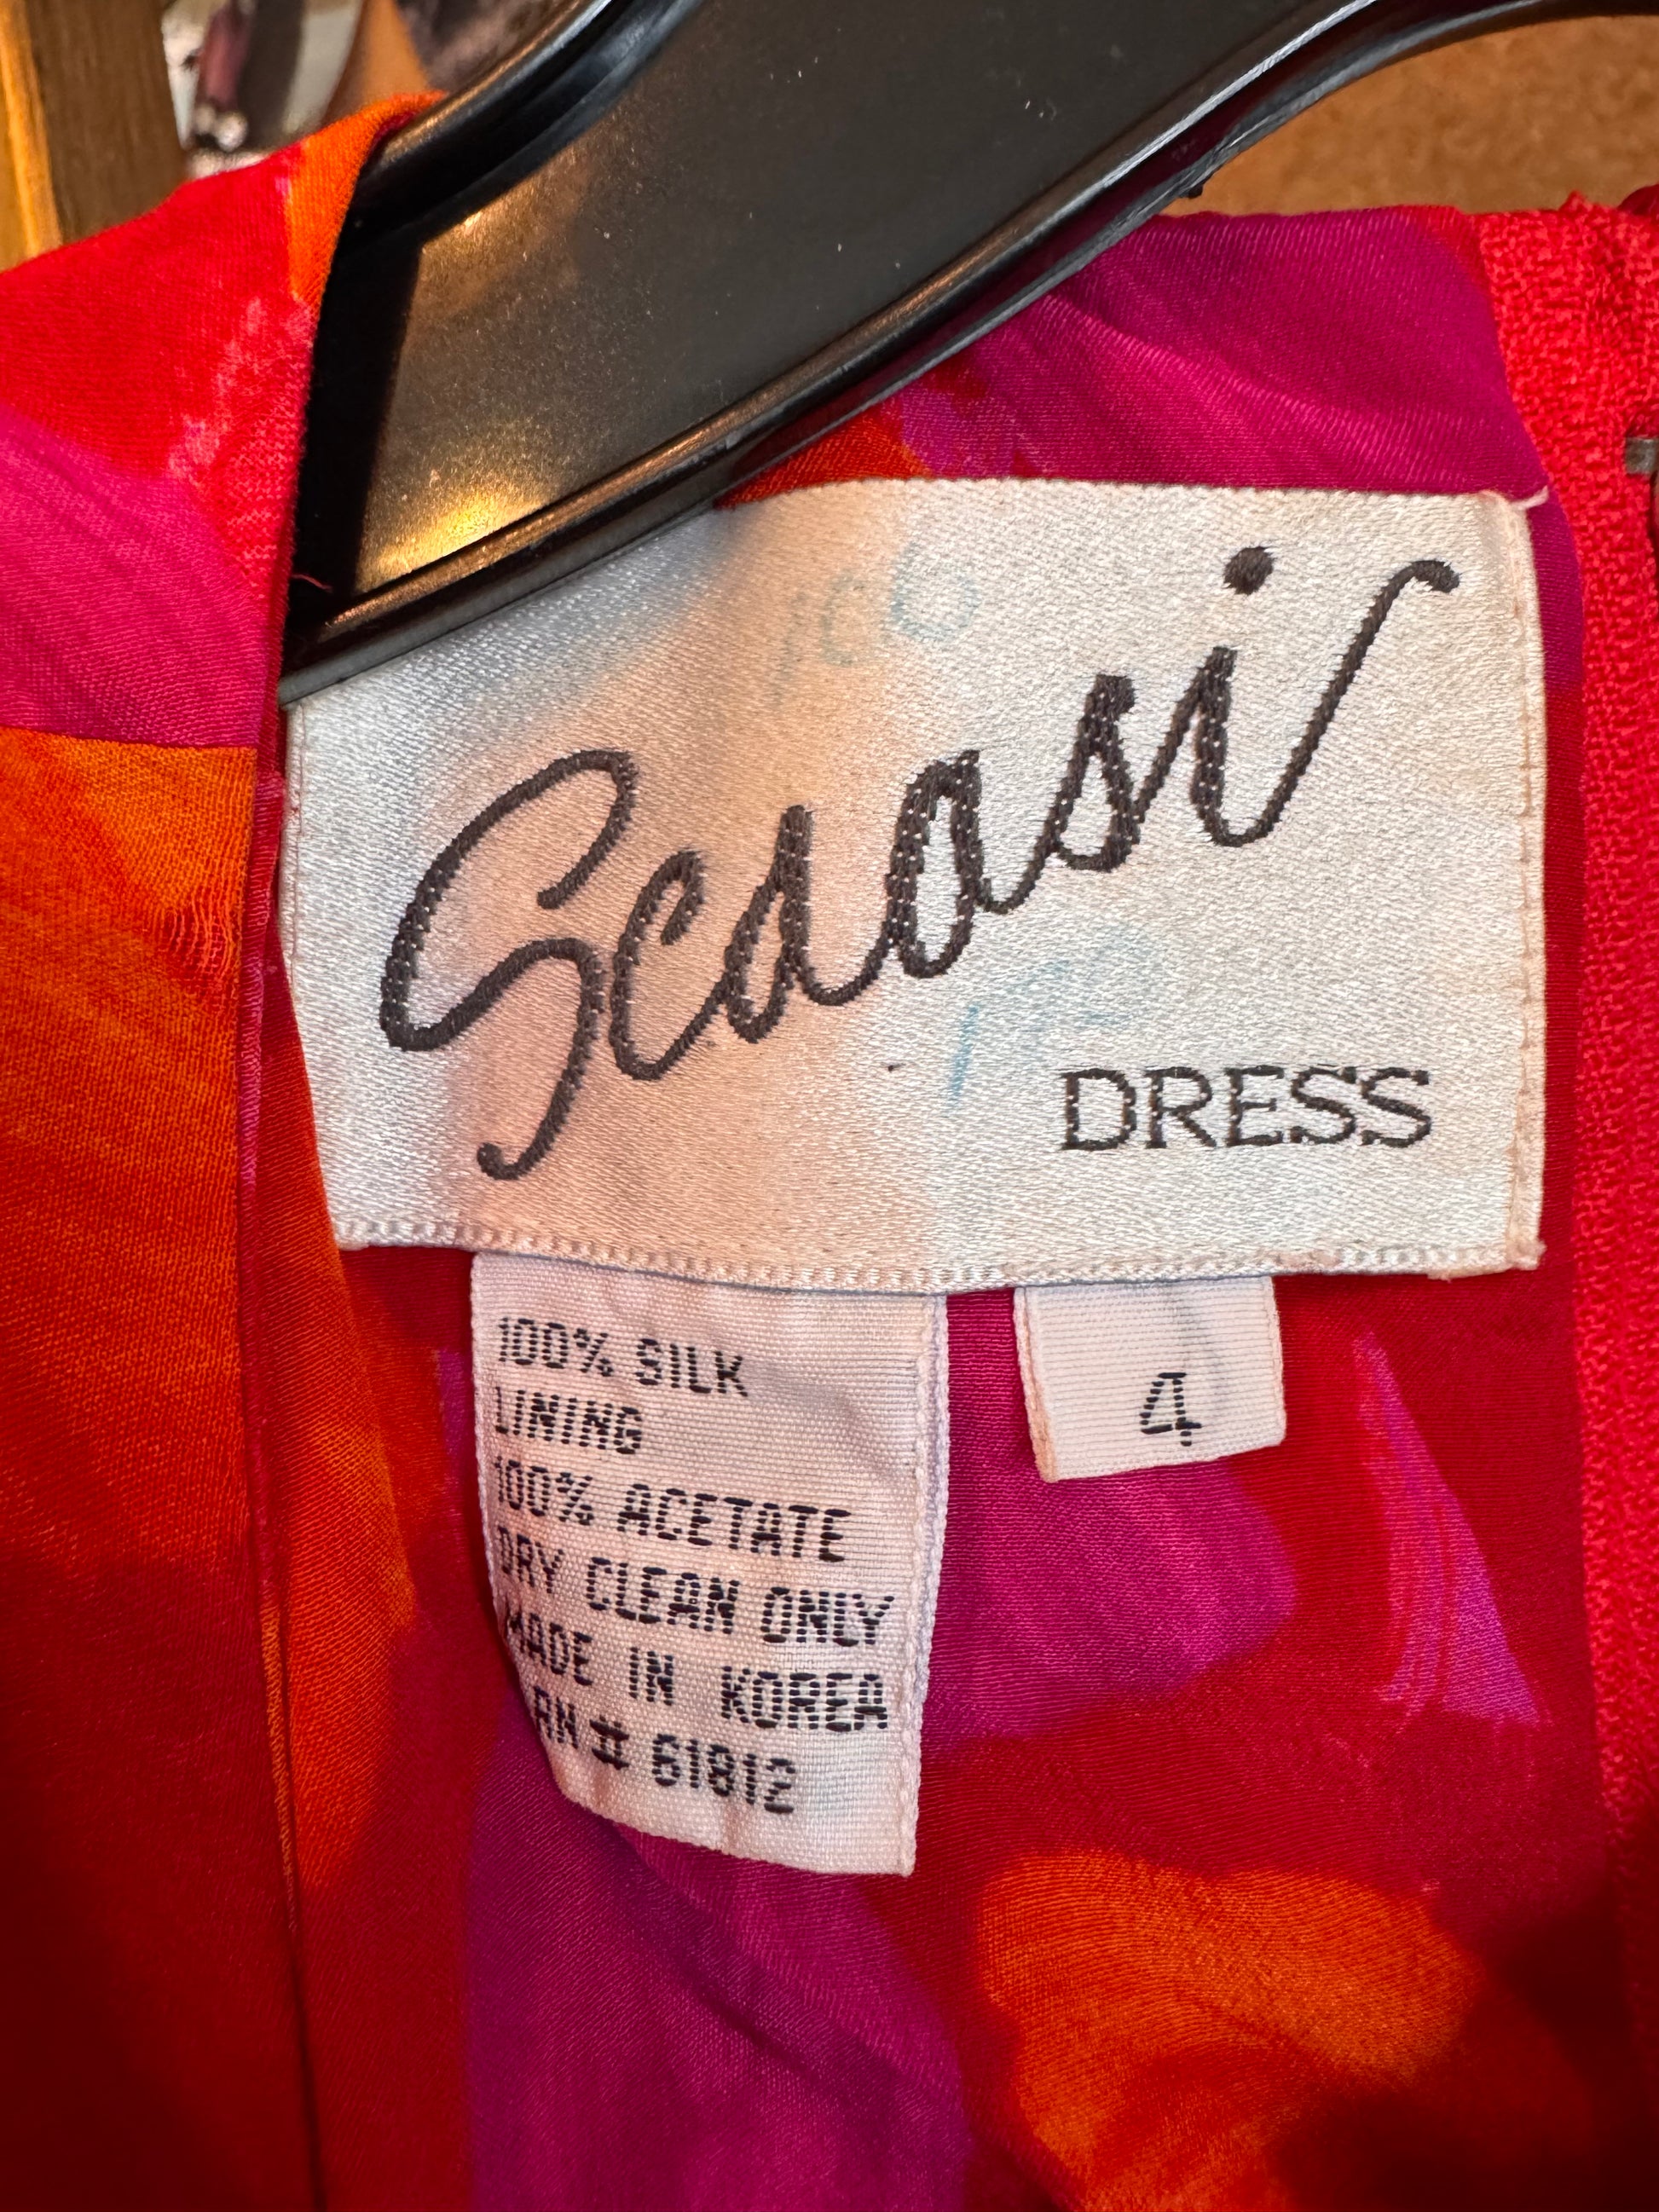 Scaasi
DRESS
4
100% SILK
LINING
100% ACETATE
DRY CLEAN ONLY
MADE IN KOREA
RN # 61812